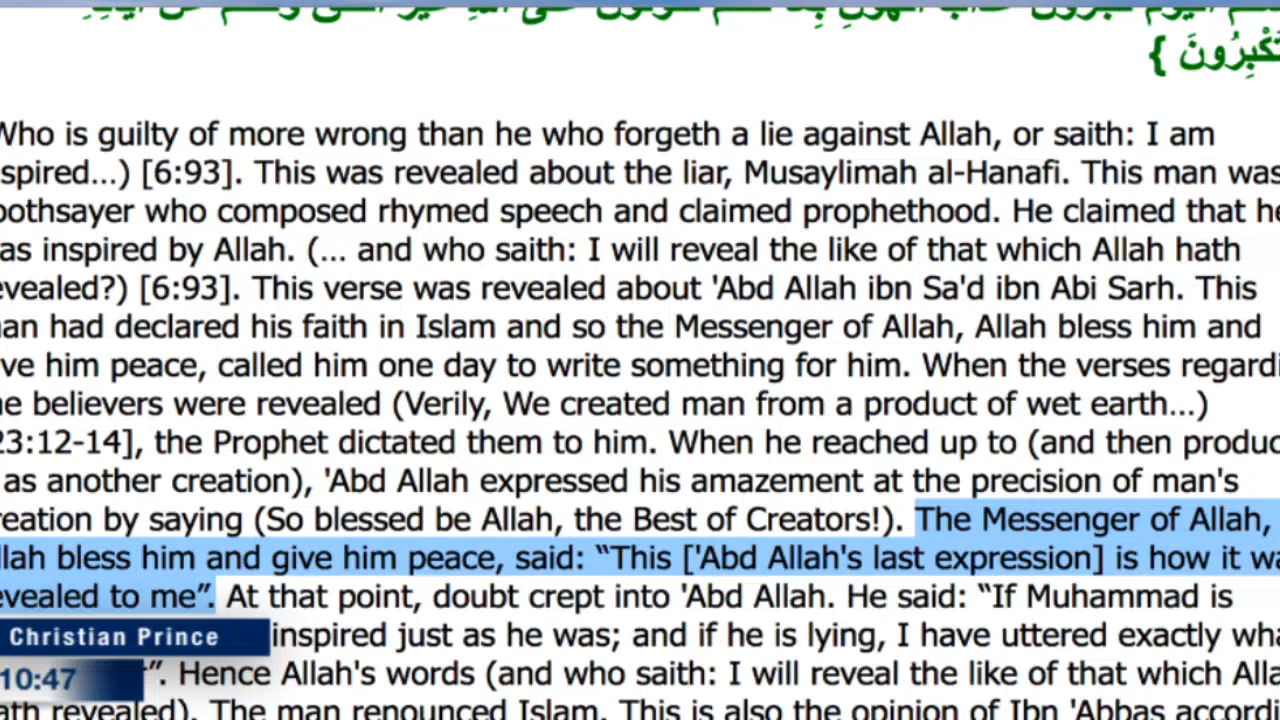 تَكْبِرُونَ }
Who is guilty of more wrong than he who forgeth a lie against Allah, or saith: I am
spired...) [6:93]. This was revealed about the liar, Musaylimah al-Hanafi. This man was
oothsayer who composed rhymed speech and claimed prophethood. He claimed that he
as inspired by Allah. (... and who saith: I will reveal the like of that which Allah hath
evealed?) [6:93]. This verse was revealed about 'Abd Allah ibn Sa'd ibn Abi Sarh. This
an had declared his faith in Islam and so the Messenger of Allah, Allah bless him and
ve him peace, called him one day to write something for him. When the verses regardi
e believers were revealed (Verily, We created man from a product of wet earth...)
23:12-14], the Prophet dictated them to him. When he reached up to (and then produc
as another creation), 'Abd Allah expressed his amazement at the precision of man's
reation by saying (So blessed be Allah, the Best of Creators!). The Messenger of Allah,
llah bless him and give him peace, said: “This ['Abd Allah's last expression] is how it wa
evealed to me”. At that point, doubt crept into 'Abd Allah. He said: “If Muhammad is
Christian Prince inspired just as he was; and if he is lying, I have uttered exactly wha
10:47 ”. Hence Allah's words (and who saith: I will reveal the like of that which Alla
ath revealed). The man renounced Islam. This is also the opinion of Ibn 'Abbas accordi